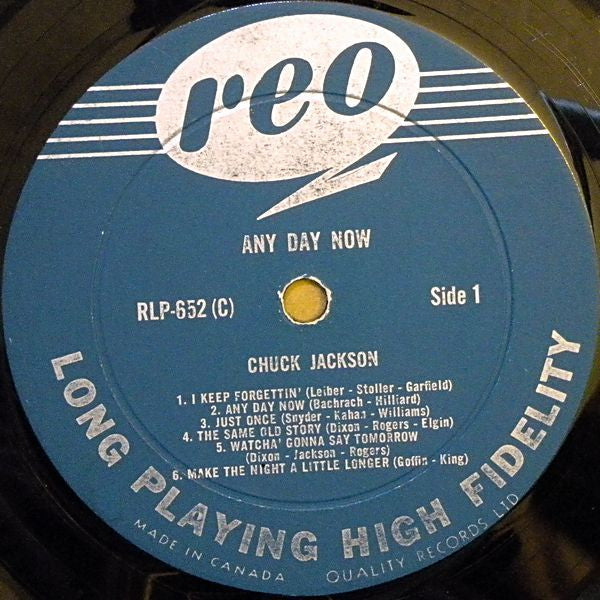 reo
ANY DAY NOW
RLP-652 (C)
Side 1
CHUCK JACKSON
1. I KEEP FORGETTIN' (Leiber - Stoller - Garfield)
2. ANY DAY NOW (Bachrach - Hilliard)
3. JUST ONCE (Snyder - Kahan - Williams)
4. THE SAME OLD STORY (Dixon - Rogers - Elgin)
5. WATCHA' GONNA SAY TOMORROW
(Dixon - Jackson - Rogers)
6. MAKE THE NIGHT A LITTLE LONGER (Goffin - King)
LONG PLAYING HIGH FIDELITY
MADE IN CANADA QUALITY RECORDS LTD